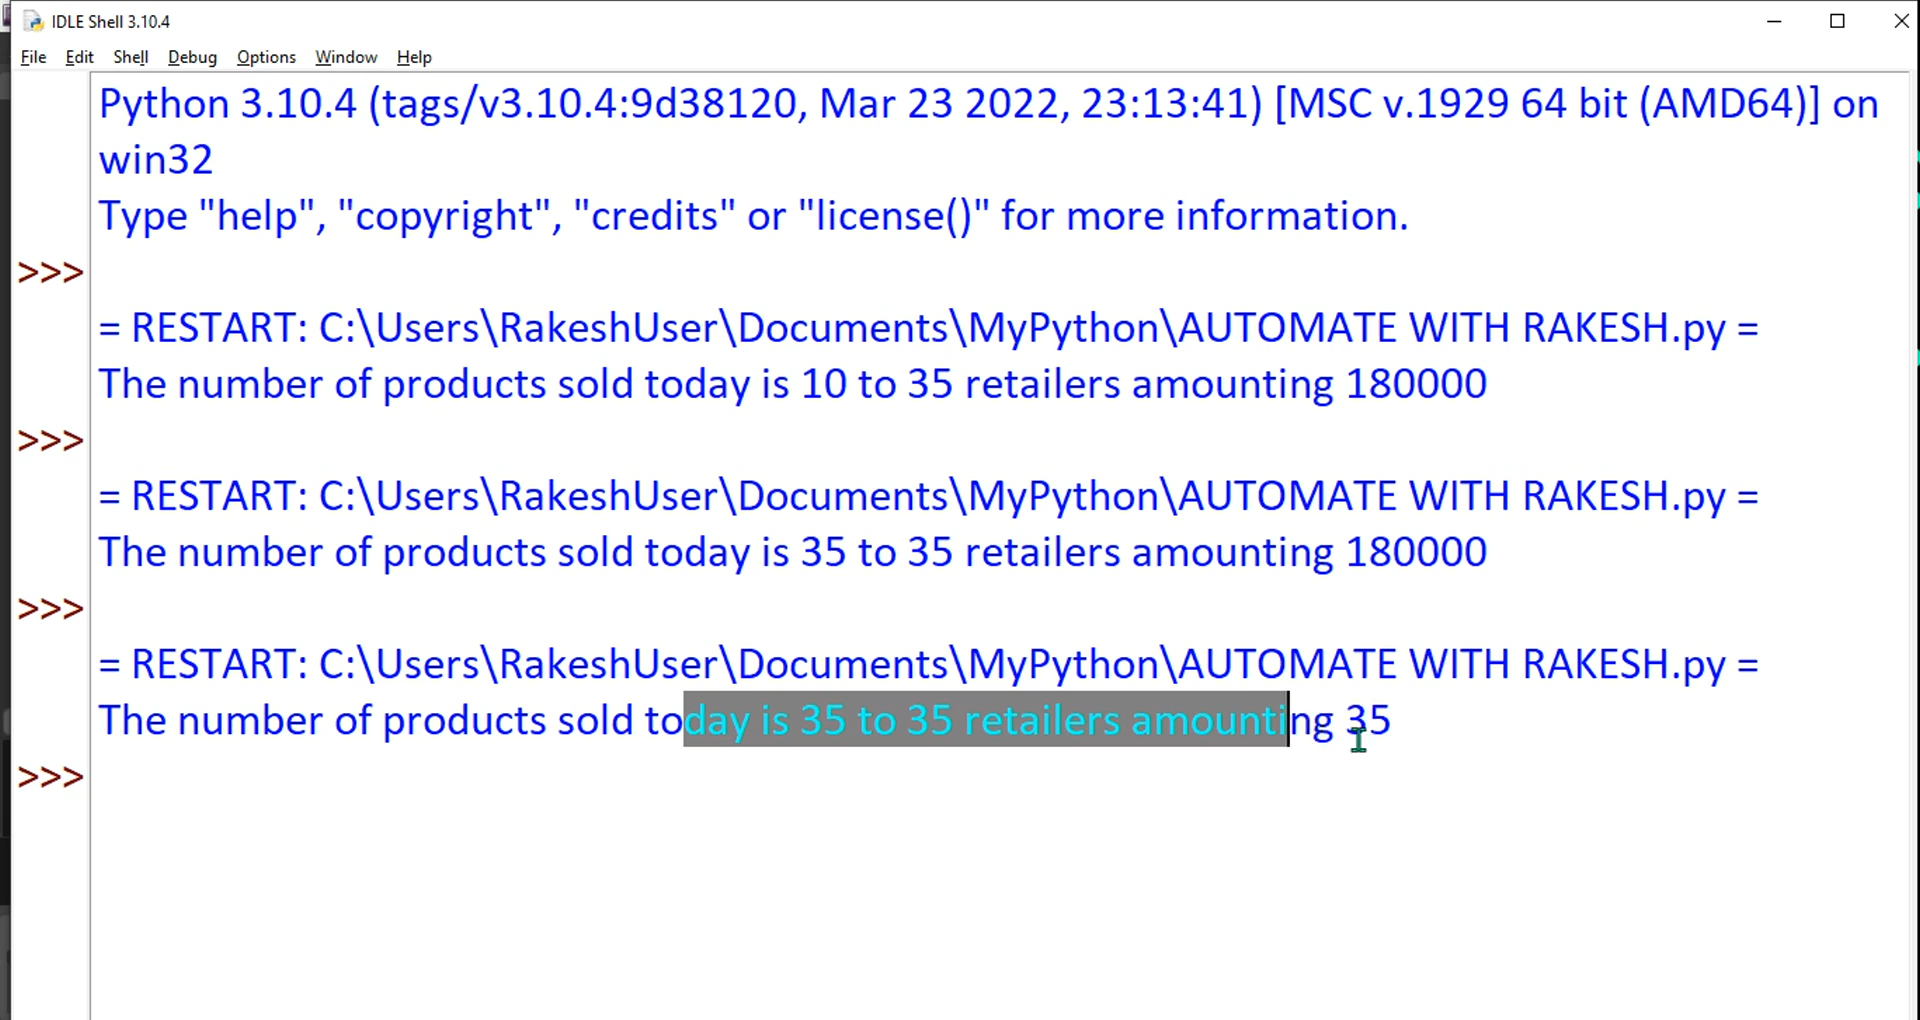 IDLE Shell 3.10.4
File Edit Shell Debug Options Window Help
Python 3.10.4 (tags/v3.10.4:9d38120, Mar 23 2022, 23:13:41) [MSC v.1929 64 bit (AMD64)] on
win32
Type "help", "copyright", "credits" or "license()" for more information.
>>>
= RESTART: C:\Users\RakeshUser\Documents\MyPython\AUTOMATE WITH RAKESH.py =
The number of products sold today is 10 to 35 retailers amounting 180000
>>>
= RESTART: C:\Users\RakeshUser\Documents\MyPython\AUTOMATE WITH RAKESH.py =
The number of products sold today is 35 to 35 retailers amounting 180000
>>>
= RESTART: C:\Users\RakeshUser\Documents\MyPython\AUTOMATE WITH RAKESH.py =
The number of products sold today is 35 to 35 retailers amounting 35
>>>